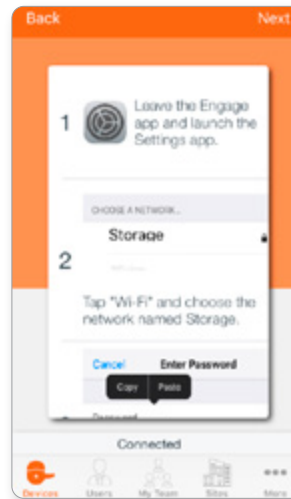 Back Next
1 Leave the Engage
app and launch the
Settings app.
CHOOSE A NETWORK...
Storage
2
Tap "Wi-Fi" and choose the
network named Storage.
Cancel Enter Password
Copy Paste
Password
Connected
Devices Users My Team Sites More